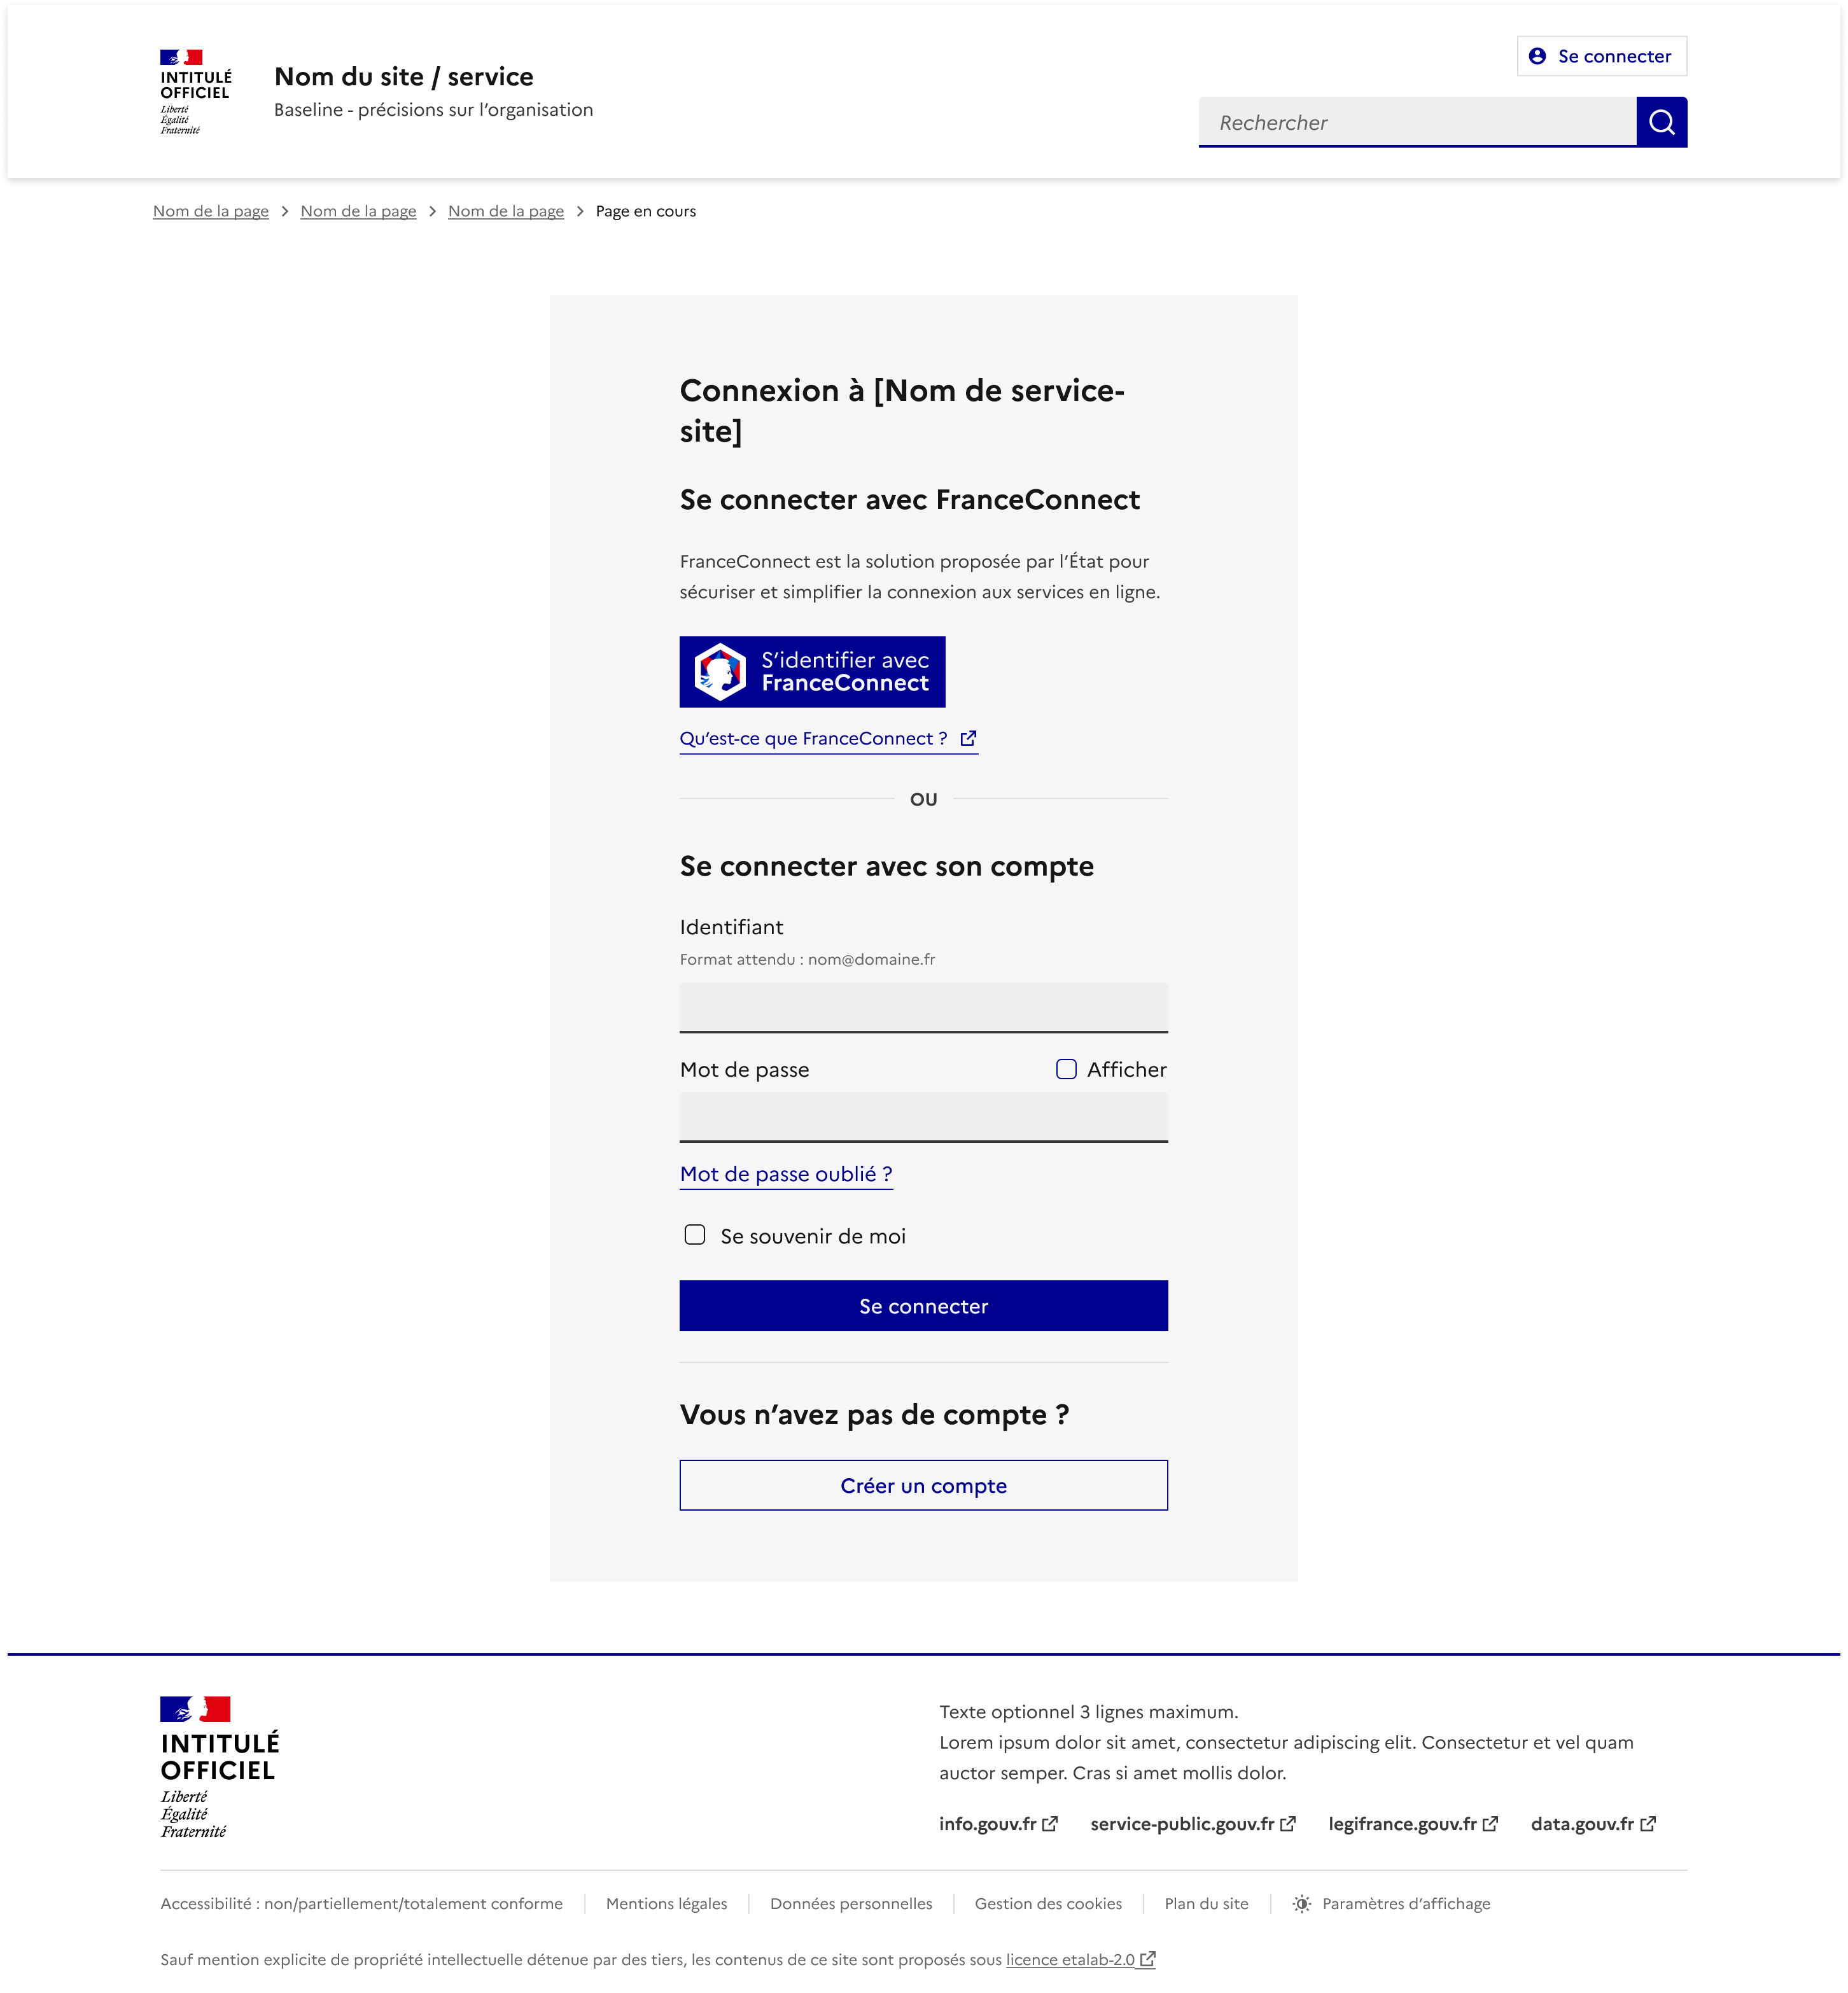 INTITULÉ
OFFICIEL
Liberté
Égalité
Fraternité
Nom du site / service
Baseline - précisions sur l’organisation
Se connecter
Rechercher
Nom de la page > Nom de la page > Nom de la page > Page en cours
Connexion à [Nom de service-
site]
Se connecter avec FranceConnect
FranceConnect est la solution proposée par l’État pour
sécuriser et simplifier la connexion aux services en ligne.
S’identifier avec
FranceConnect
Qu’est-ce que FranceConnect ?
OU
Se connecter avec son compte
Identifiant
Format attendu : nom@domaine.fr
Mot de passe Afficher
Mot de passe oublié ?
Se souvenir de moi
Se connecter
Vous n’avez pas de compte ?
Créer un compte
INTITULÉ
OFFICIEL
Liberté
Égalité
Fraternité
Texte optionnel 3 lignes maximum.
Lorem ipsum dolor sit amet, consectetur adipiscing elit. Consectetur et vel quam
auctor semper. Cras si amet mollis dolor.
info.gouv.fr service-public.gouv.fr legifrance.gouv.fr data.gouv.fr
Accessibilité : non/partiellement/totalement conforme Mentions légales Données personnelles Gestion des cookies Plan du site Paramètres d’affichage
Sauf mention explicite de propriété intellectuelle détenue par des tiers, les contenus de ce site sont proposés sous licence etalab-2.0